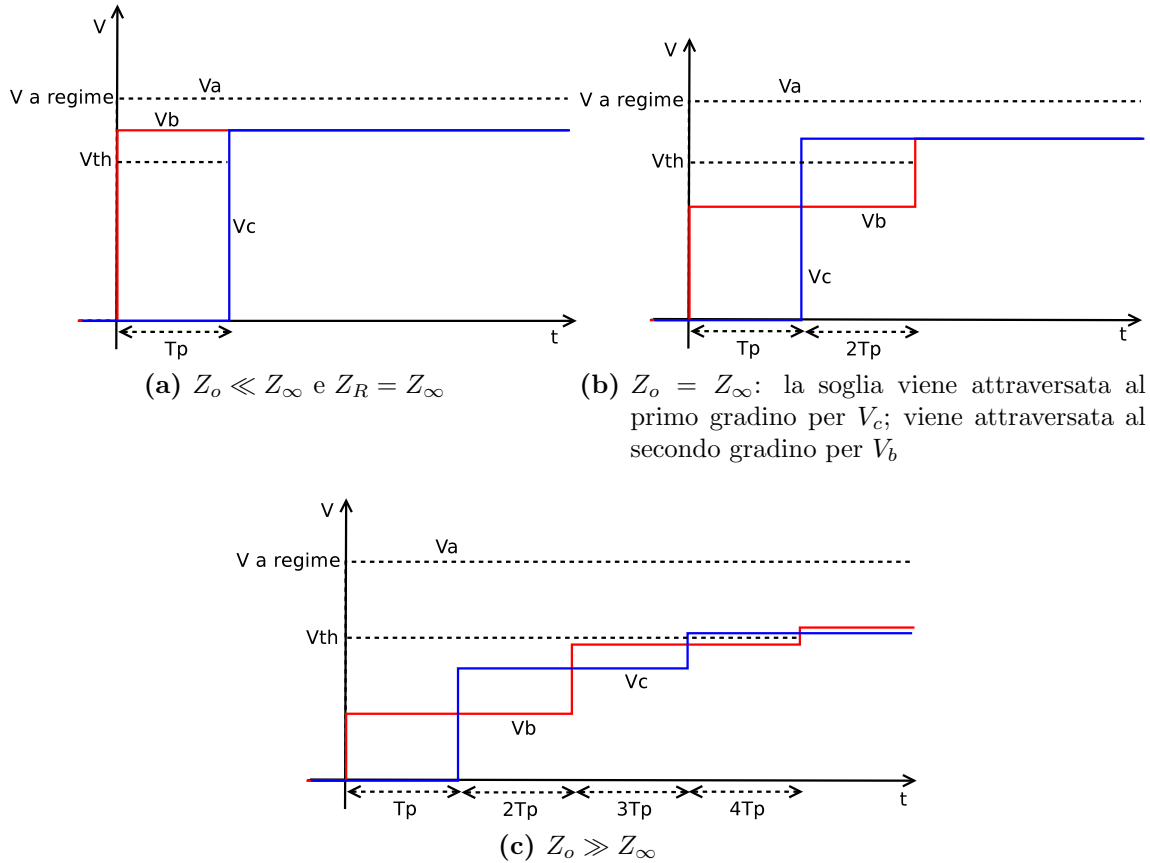 V
Va
V a regime
Vb
Vth
Vc
t
Tp
(a) Z_o ≪ Z_∞ e Z_R = Z_∞
V
Va
V a regime
Vth
Vb
Vc
t
Tp
2Tp
(b) Z_o = Z_∞: la soglia viene attraversata al
primo gradino per V_c; viene attraversata al
secondo gradino per V_b
V
Va
V a regime
Vth
Vc
Vb
t
Tp
2Tp
3Tp
4Tp
(c) Z_o ≫ Z_∞